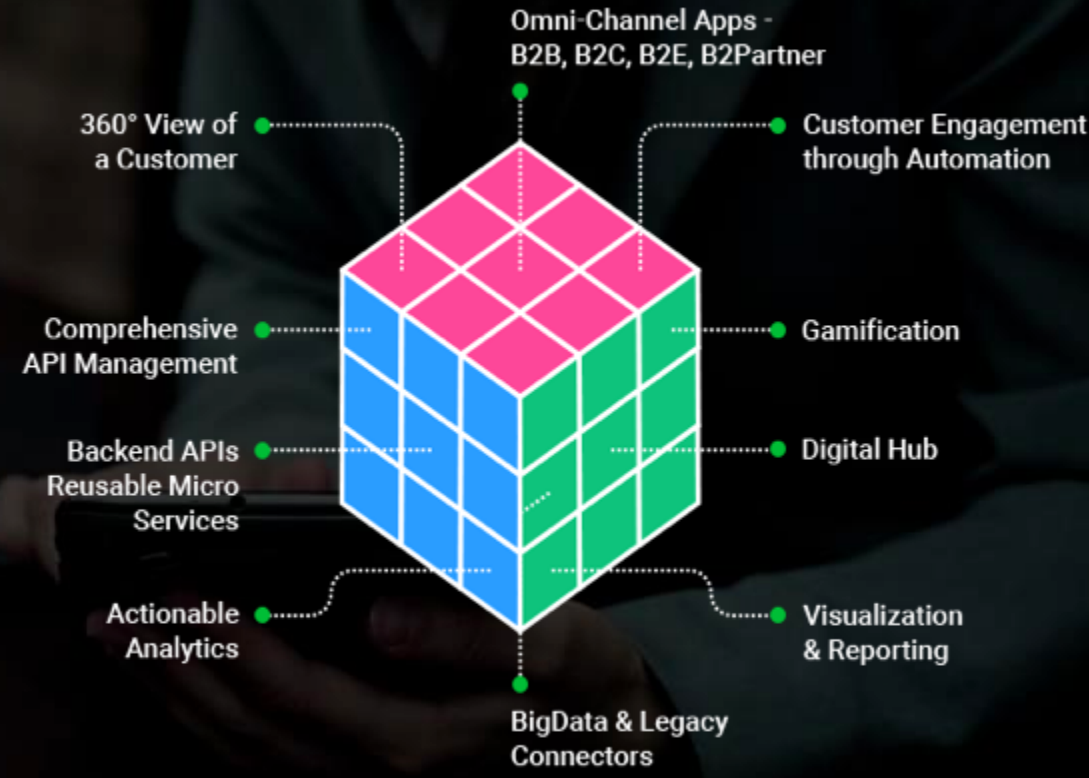 Omni-Channel Apps -
B2B, B2C, B2E, B2Partner
360° View of
a Customer
Customer Engagement
through Automation
Comprehensive
API Management
Gamification
Backend APIs
Reusable Micro
Services
Digital Hub
Actionable
Analytics
Visualization
& Reporting
BigData & Legacy
Connectors